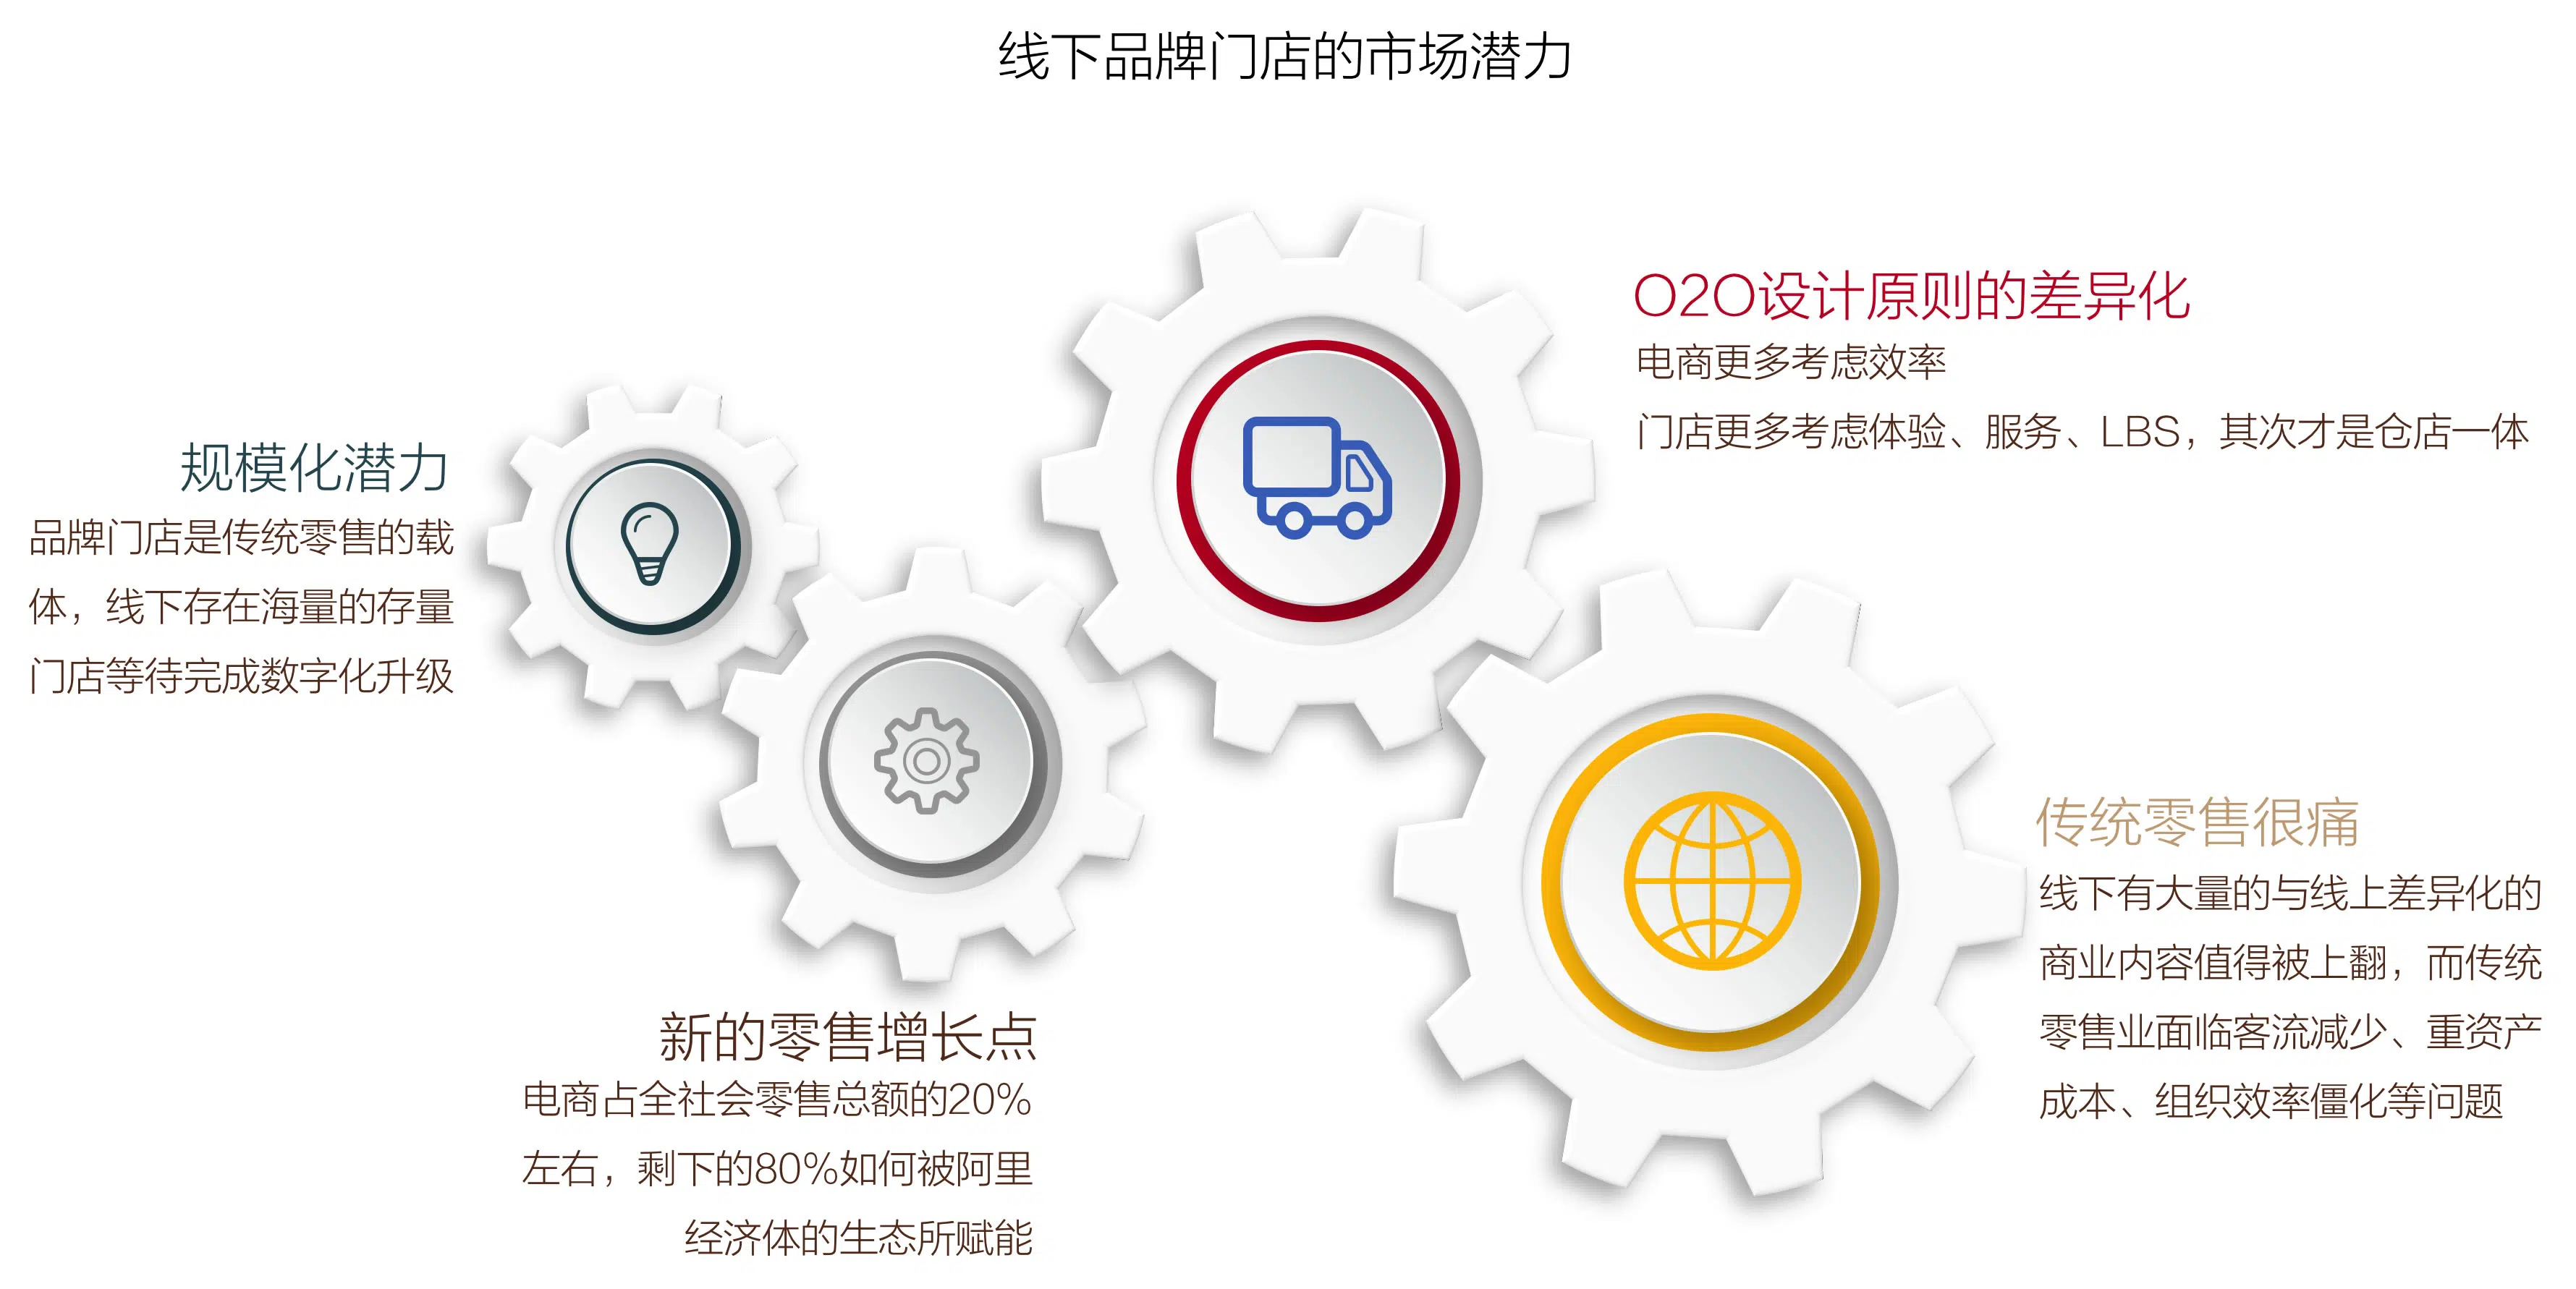 线下品牌门店的市场潜力
规模化潜力
品牌门店是传统零售的载
体，线下存在海量的存量
门店等待完成数字化升级
新的零售增长点
电商占全社会零售总额的20%
左右，剩下的80%如何被阿里
经济体的生态所赋能
O2O设计原则的差异化
电商更多考虑效率
门店更多考虑体验、服务、LBS，其次才是仓店一体
传统零售很痛
线下有大量的与线上差异化的
商业内容值得被上翻，而传统
零售业面临客流减少、重资产
成本、组织效率僵化等问题